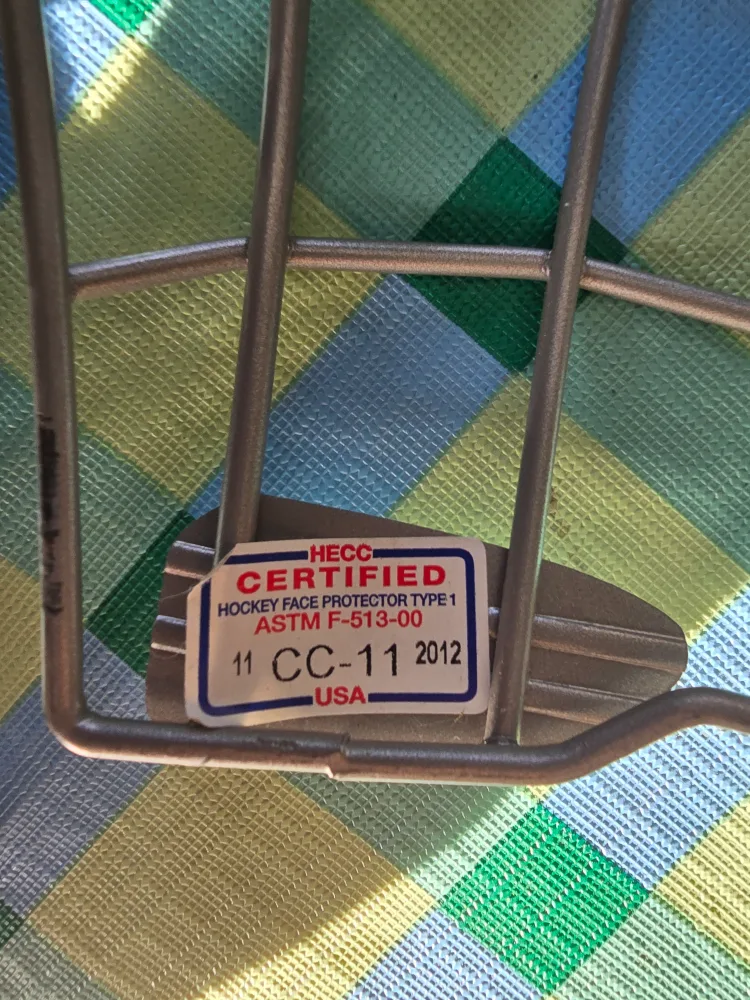 HECC
CERTIFIED
HOCKEY FACE PROTECTOR TYPE 1
ASTM F-513-00
11 CC-11 2012
USA